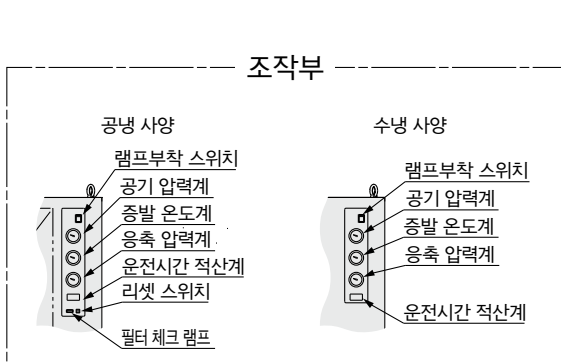 조작부
공냉 사양
램프부착 스위치
공기 압력계
증발 온도계
응축 압력계
운전시간 적산계
리셋 스위치
필터 체크 램프
수냉 사양
램프부착 스위치
공기 압력계
증발 온도계
응축 압력계
운전시간 적산계